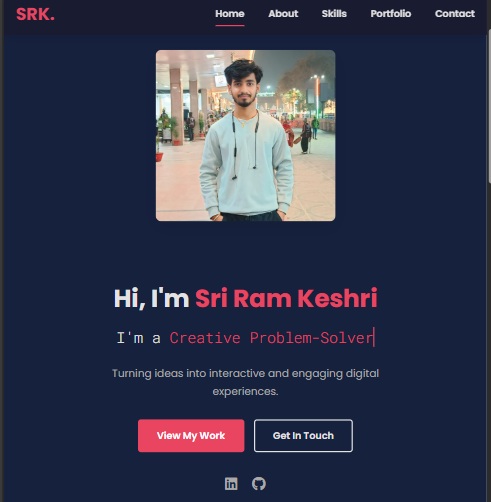 SRK.
Home About Skills Portfolio Contact
Hi, I'm Sri Ram Keshri
I'm a Creative Problem-Solver
Turning ideas into interactive and engaging digital
experiences.
View My Work Get In Touch
in